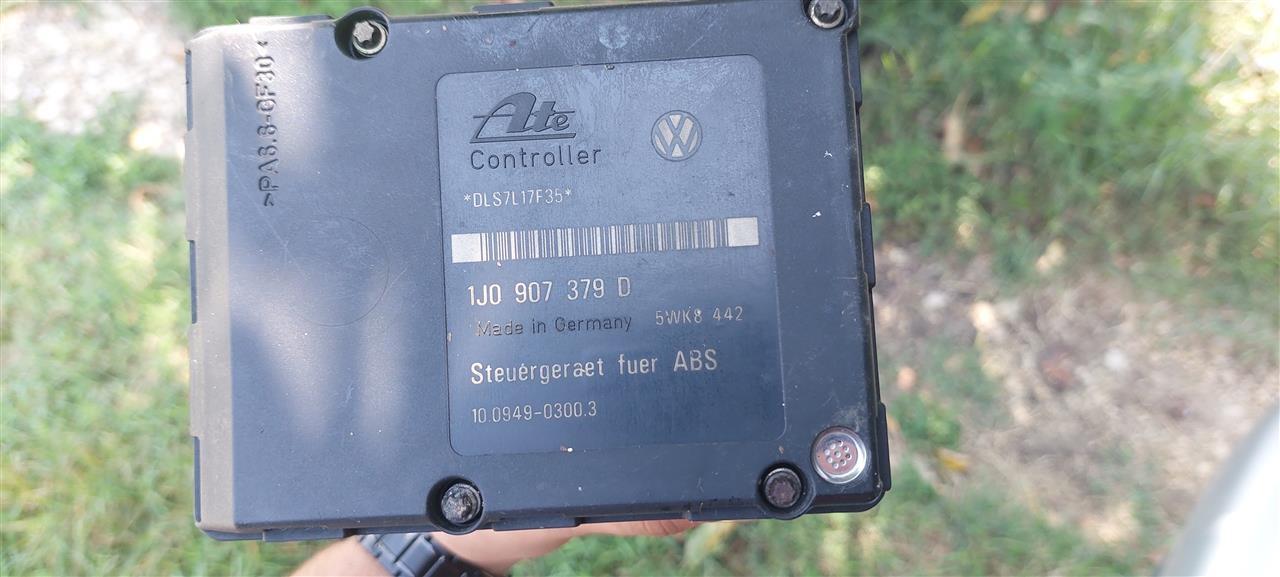 >PA6.6-GF30<
Ate
Controller
*DLS7L17F35*
1J0 907 379 D
Made in Germany 5WK8 442
Steuergeraet fuer ABS
10.0949-0300.3